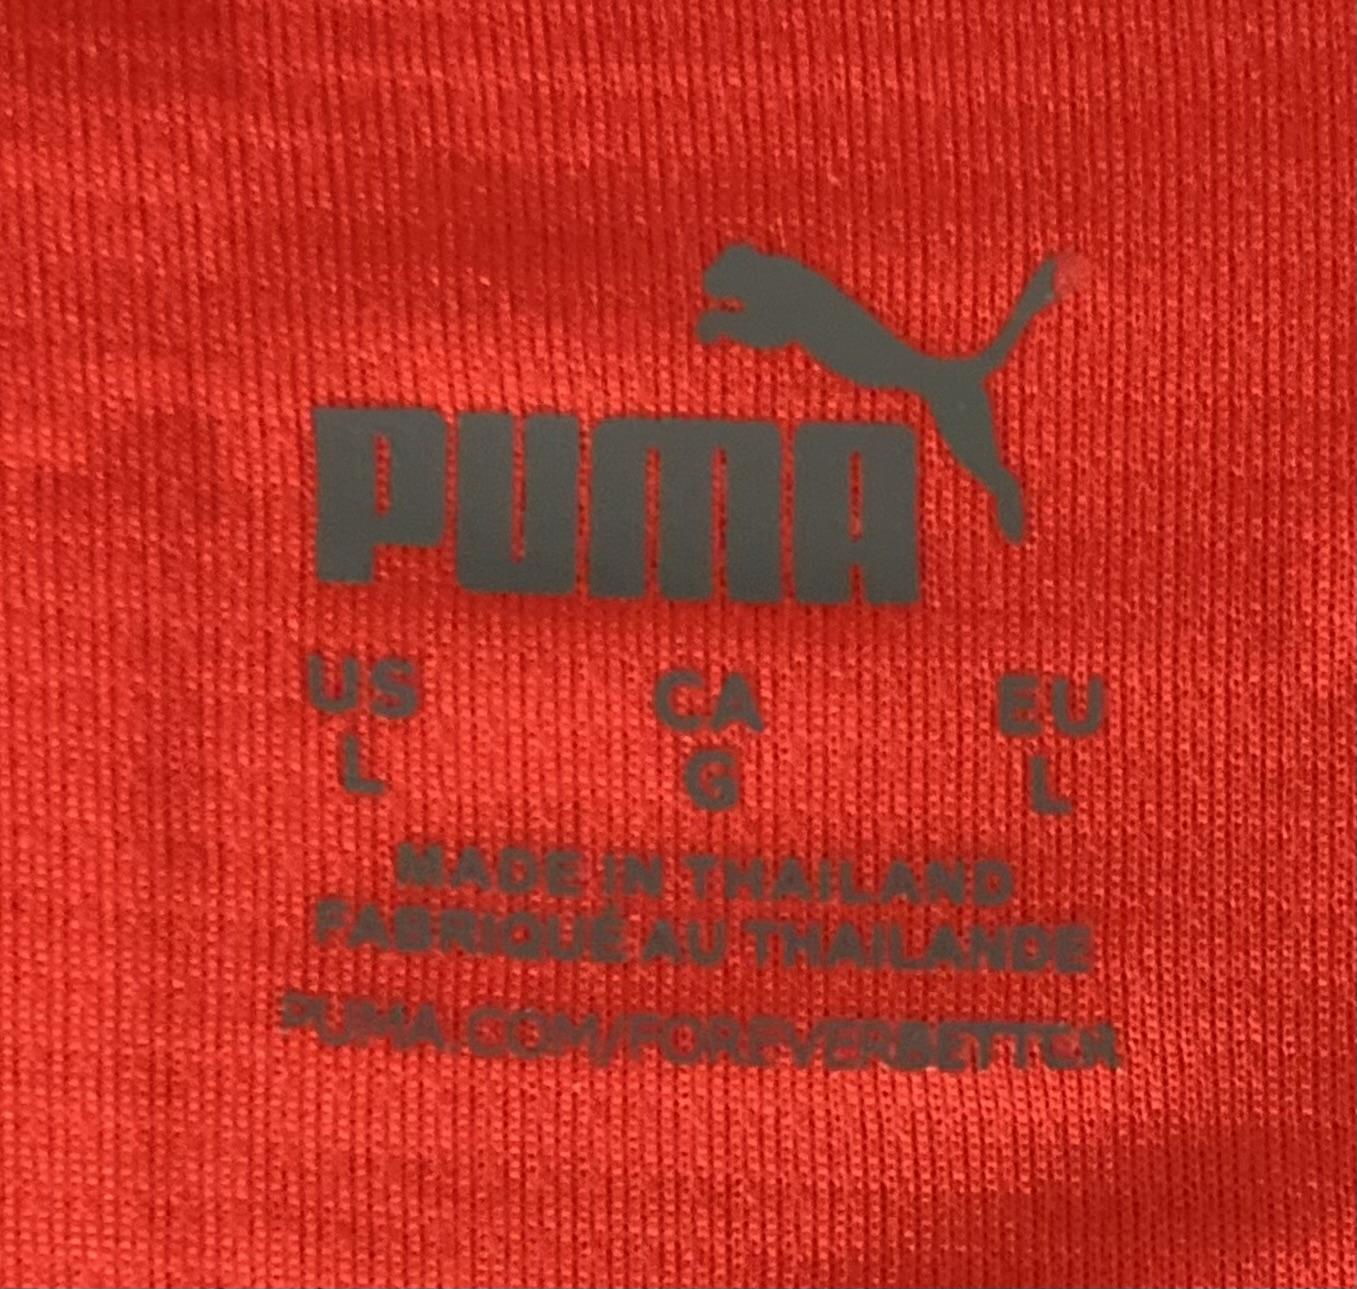 PUMA
US CA EU
L G L
MADE IN THAILAND
FABRIQUÉ AU THAILANDE
PUMA.COM/FOREVERBETTER